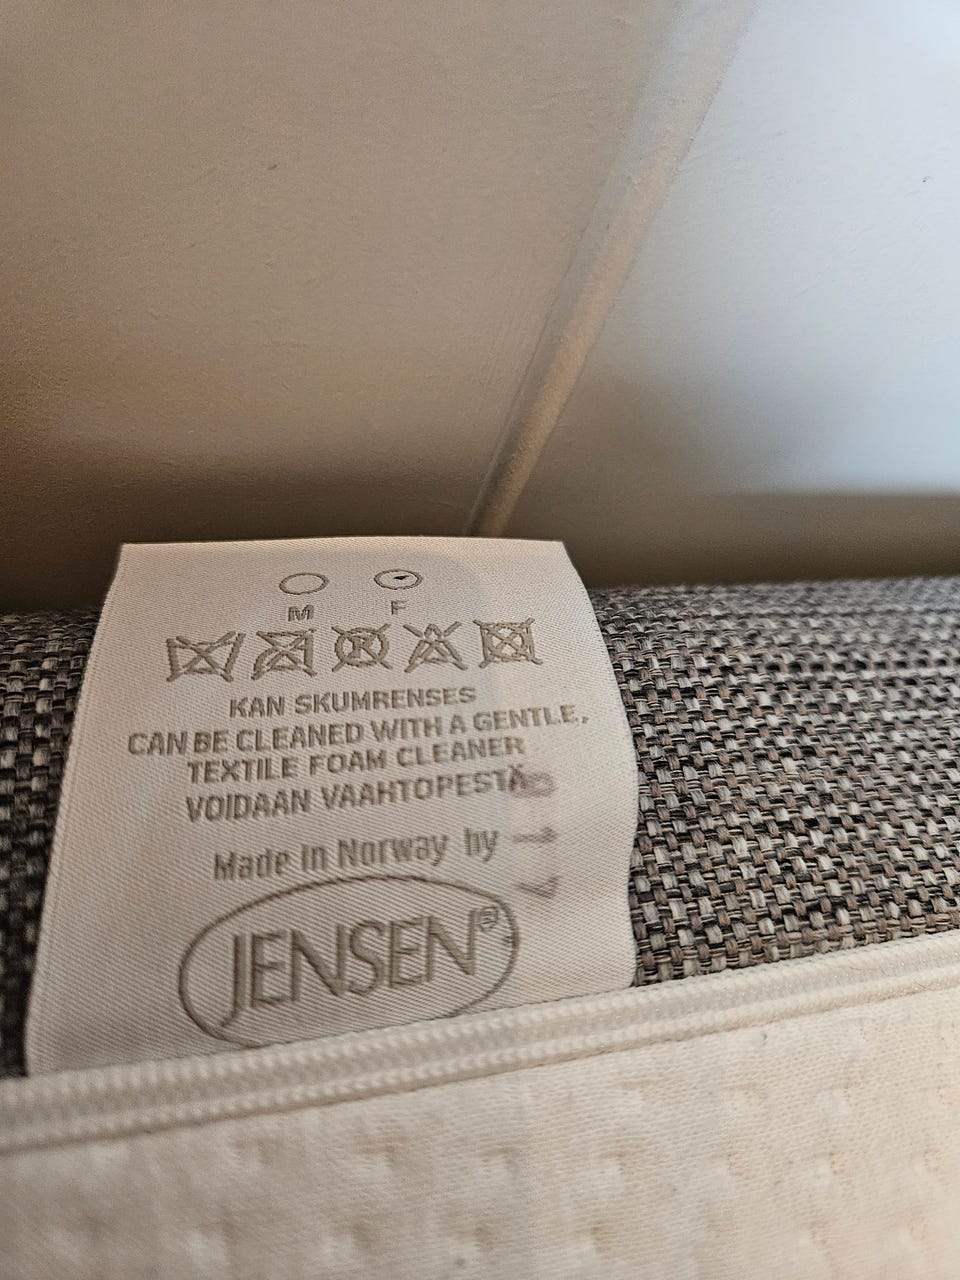 M F
KAN SKUMRENSES
CAN BE CLEANED WITH A GENTLE,
TEXTILE FOAM CLEANER
VOIDAAN VAAHTOPESTÄ
Made in Norway by
JENSEN®